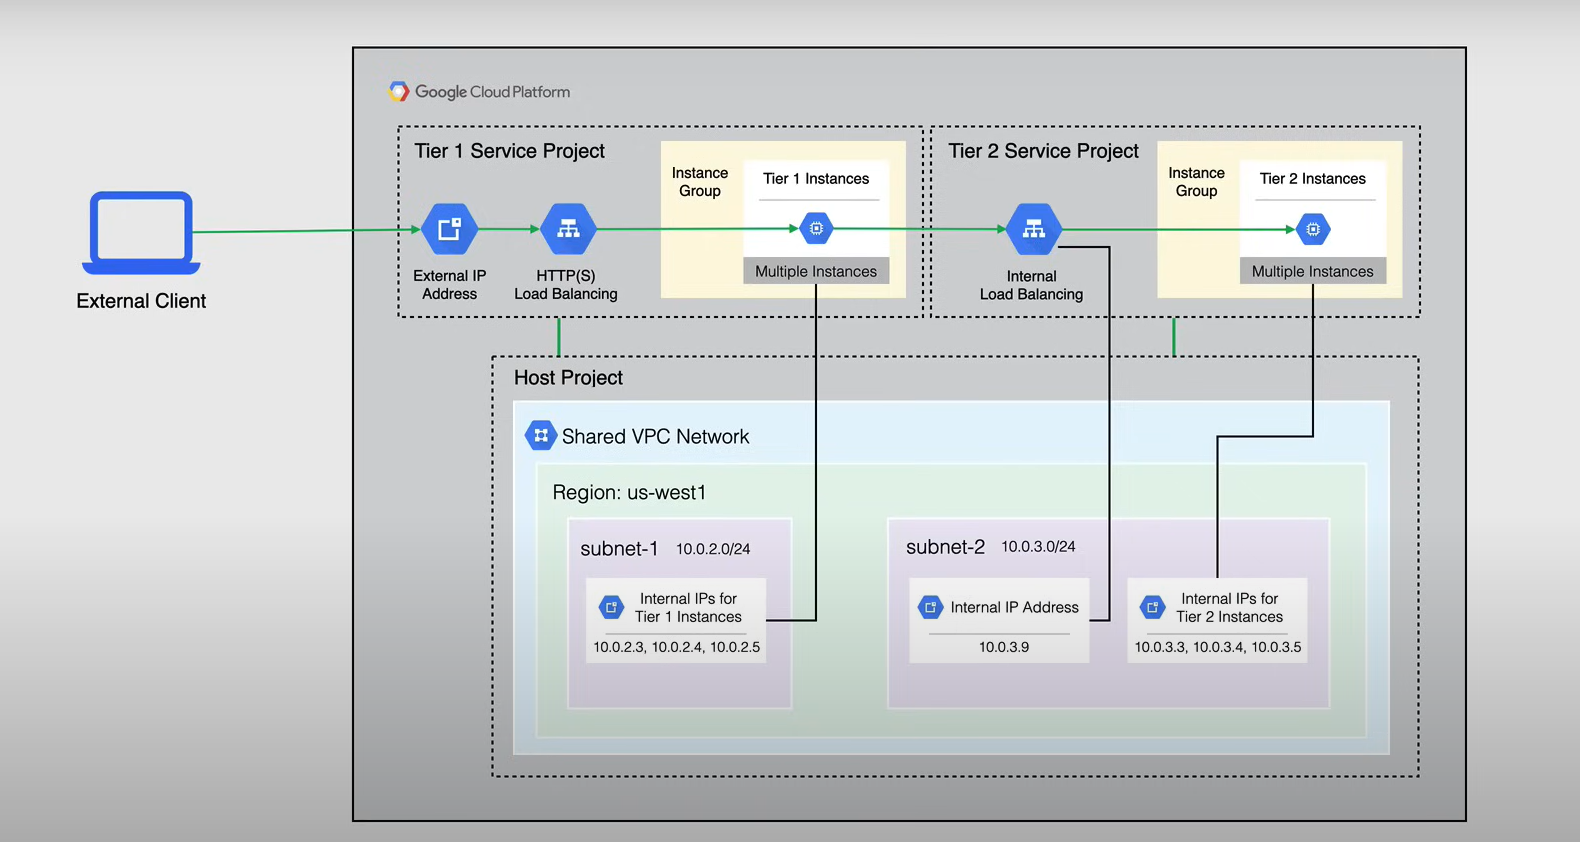 Google Cloud Platform
Tier 1 Service Project
Instance
Group
Tier 1 Instances
Multiple Instances
External IP
Address
HTTP(S)
Load Balancing
Tier 2 Service Project
Instance
Group
Tier 2 Instances
Multiple Instances
Internal
Load Balancing
External Client
Host Project
Shared VPC Network
Region: us-west1
subnet-1 10.0.2.0/24
Internal IPs for
Tier 1 Instances
10.0.2.3, 10.0.2.4, 10.0.2.5
subnet-2 10.0.3.0/24
Internal IP Address
10.0.3.9
Internal IPs for
Tier 2 Instances
10.0.3.3, 10.0.3.4, 10.0.3.5